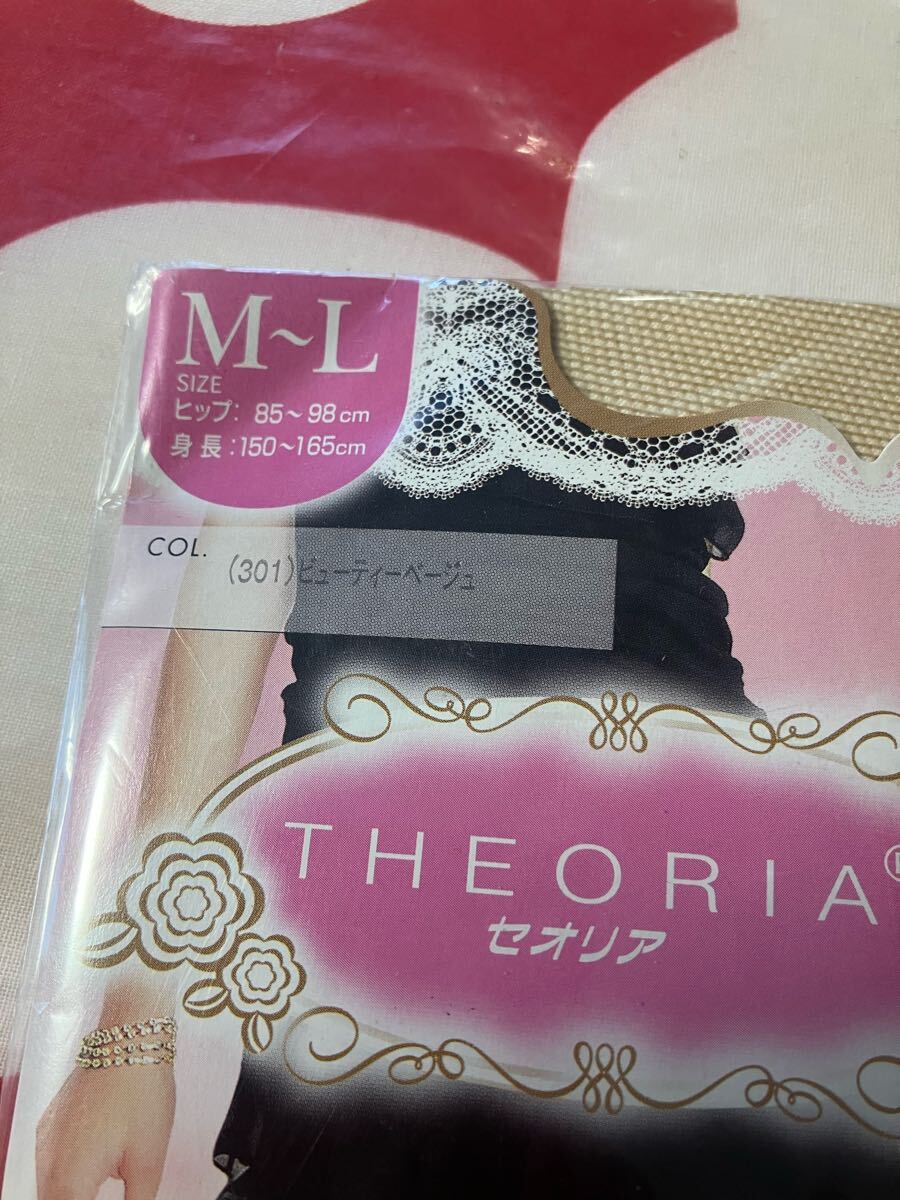 M~L
SIZE
ヒップ: 85~98cm
身長:150~165cm
COL.
(301)ビューティーベージュ
THEORIA
セオリア